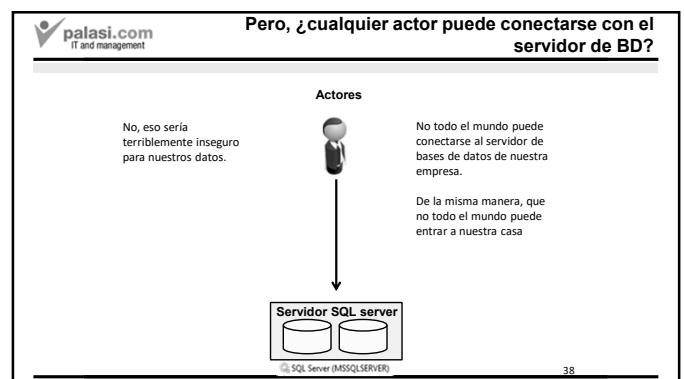 palasi.com
IT and management
Pero, ¿cualquier actor puede conectarse con el
servidor de BD?
Actores
No, eso sería
terriblemente inseguro
para nuestros datos.
No todo el mundo puede
conectarse al servidor de
bases de datos de nuestra
empresa.
De la misma manera, que
no todo el mundo puede
entrar a nuestra casa
Servidor SQL server
SQL Server (MSSQLSERVER)
38